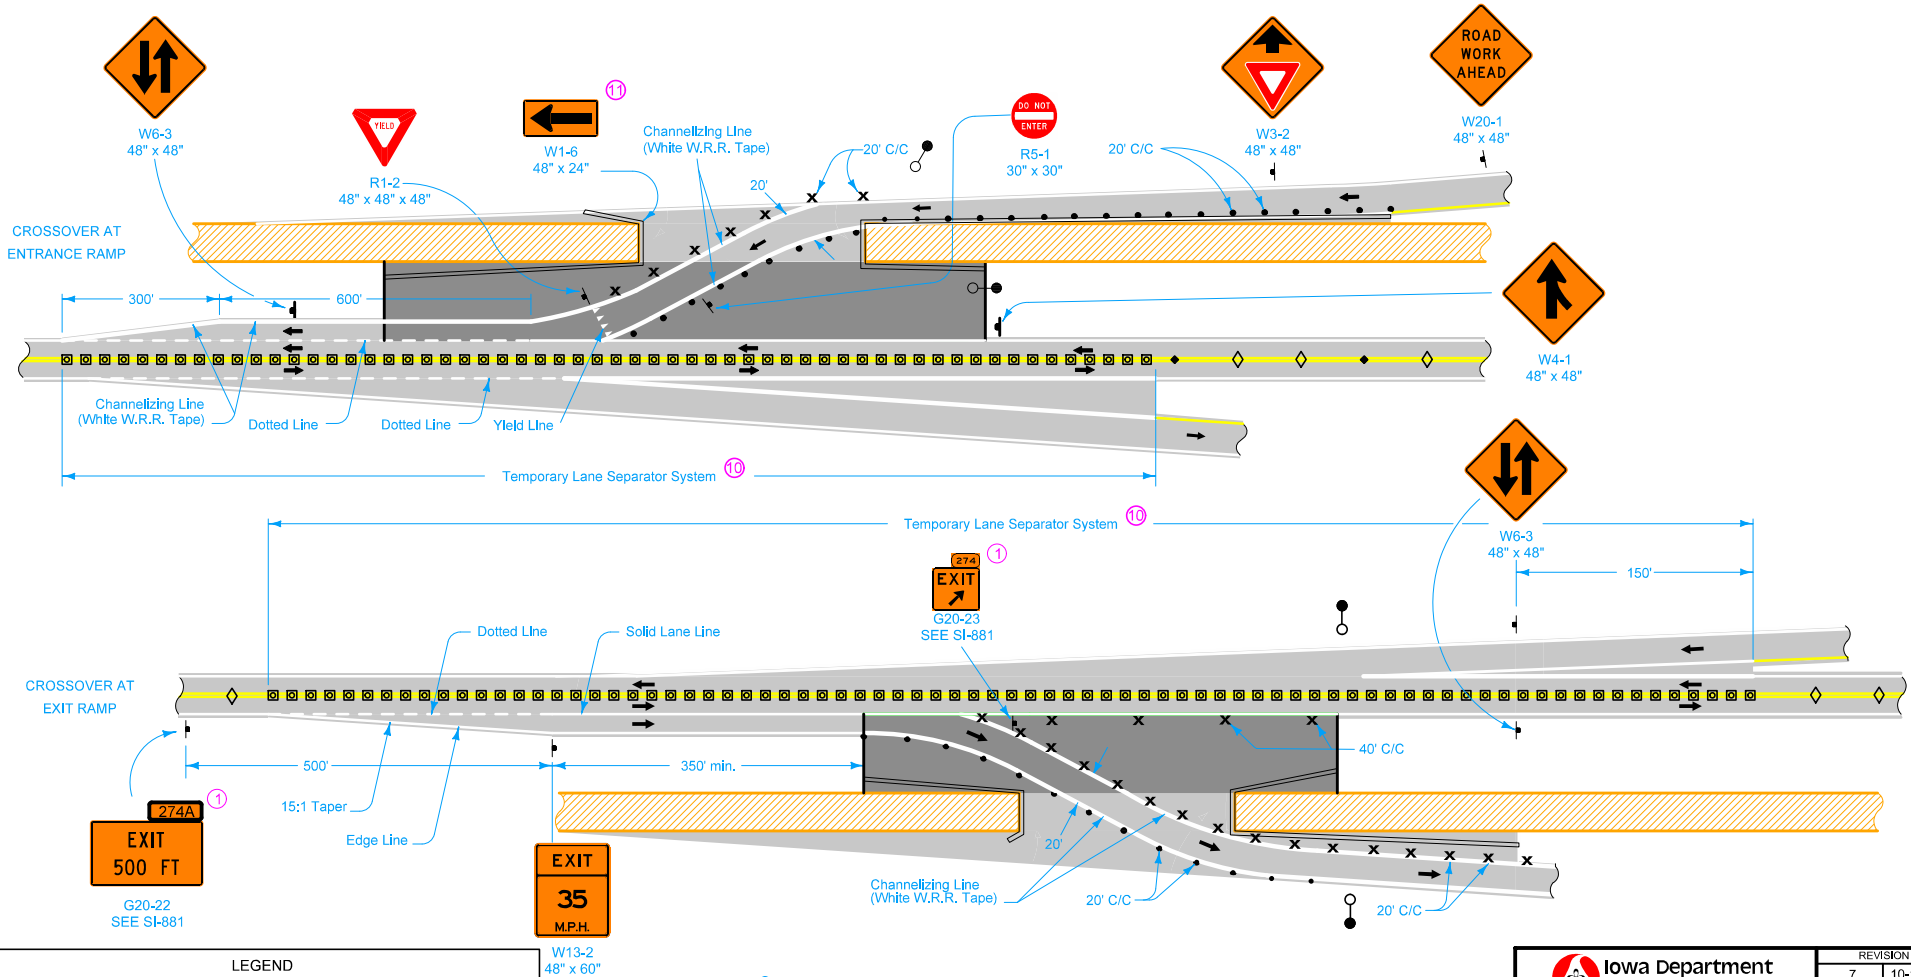 ROAD
WORK
AHEAD
W20-1
48" x 48"
W3-2
48" x 48"
DO NOT
ENTER
R5-1
30" x 30"
W6-3
48" x 48"
YIELD
R1-2
48" x 48" x 48"
11
W1-6
48" x 24"
Channelizing Line
(White W.R.R. Tape)
20' C/C
20' C/C
20'
CROSSOVER AT
ENTRANCE RAMP
300'
600'
W4-1
48" x 48"
Channelizing Line
(White W.R.R. Tape)
Dotted Line
Dotted Line
Yield Line
Temporary Lane Separator System
10
Temporary Lane Separator System
10
W6-3
48" x 48"
150'
274
EXIT
1
G20-23
SEE SI-881
Dotted Line
Solid Lane Line
CROSSOVER AT
EXIT RAMP
500'
350' min.
40' C/C
15:1 Taper
Edge Line
274A
1
EXIT
500 FT
G20-22
SEE SI-881
EXIT
35
M.P.H.
W13-2
48" x 60"
20'
Channelizing Line
(White W.R.R. Tape)
20' C/C
20' C/C
LEGEND
Iowa Department
REVISION
7
10-